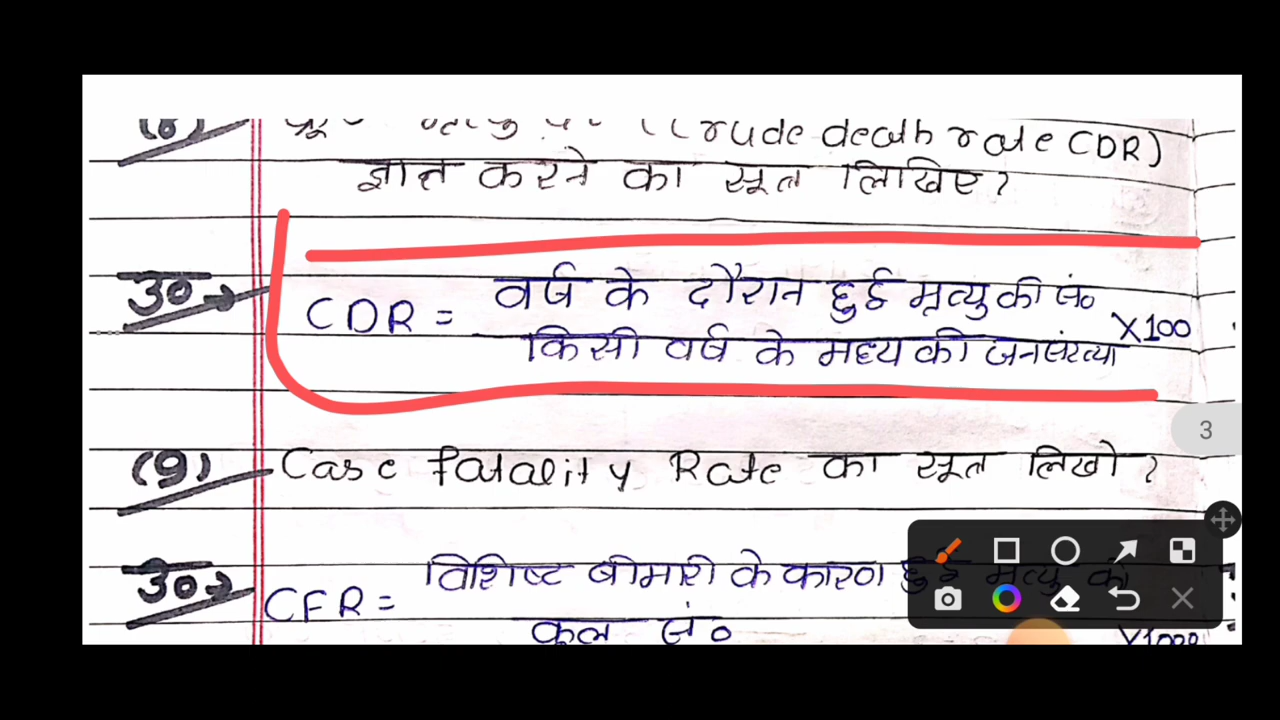 (Crude death rate CDR)
ज्ञात करने का सूत्र लिखिए?
उ०→
CDR = वर्ष के दौरान हुई मृत्यु की सं० X100
किसी वर्ष के मध्य की जनसंख्या
3
(9) Case fatality Rate का सूत्र लिखो?
उ०→ विशिष्ट बीमारी के कारण हुई मृत्यु की
CFR =
कुल सं०
X1000